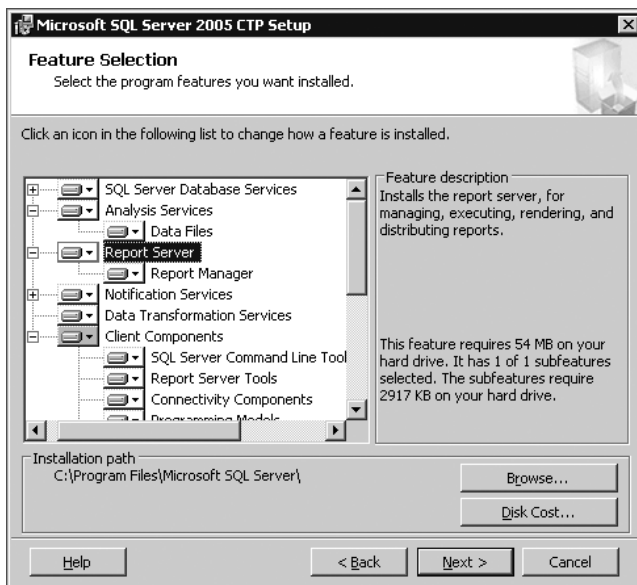 Microsoft SQL Server 2005 CTP Setup
Feature Selection
Select the program features you want installed.
Click an icon in the following list to change how a feature is installed.
SQL Server Database Services
Analysis Services
Data Files
Report Server
Report Manager
Notification Services
Data Transformation Services
Client Components
SQL Server Command Line Tool
Report Server Tools
Connectivity Components
Programming Models
Feature description
Installs the report server, for
managing, executing, rendering, and
distributing reports.
This feature requires 54 MB on your
hard drive. It has 1 of 1 subfeatures
selected. The subfeatures require
2917 KB on your hard drive.
Installation path
C:\Program Files\Microsoft SQL Server\
Browse...
Disk Cost...
Help
< Back
Next >
Cancel